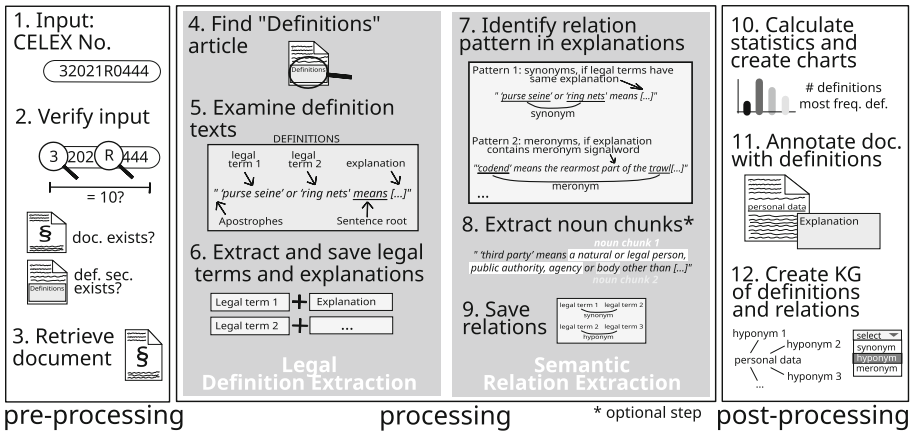 1. Input:
CELEX No.
32021R0444
2. Verify input
3 202 R 444
= 10?
§
doc. exists?
Definitions
def. sec.
exists?
3. Retrieve
document
§
pre-processing
4. Find "Definitions"
article
Definitions
5. Examine definition
texts
DEFINITIONS
legal
term 1
legal
term 2
explanation
" 'purse seine' or 'ring nets' means [...]"
Apostrophes
Sentence root
6. Extract and save legal
terms and explanations
Legal term 1 + Explanation
Legal term 2 + ...
Legal
Definition Extraction
7. Identify relation
pattern in explanations
Pattern 1: synonyms, if legal terms have
same explanation
" 'purse seine' or 'ring nets' means [...]"
synonym
Pattern 2: meronyms, if explanation
contains meronym signalword
"'codend' means the rearmost part of the trawl[...]"
meronym
...
8. Extract noun chunks*
noun chunk 1
" 'third party' means a natural or legal person,
public authority, agency or body other than [...]"
noun chunk 2
9. Save
relations
legal term 1 legal term 2
synonym
legal term 2 legal term 3
hyponym
Semantic
Relation Extraction
processing
* optional step
10. Calculate
statistics and
create charts
# definitions
most freq. def.
11. Annotate doc.
with definitions
personal data
Explanation
12. Create KG
of definitions
and relations
hyponym 1
hyponym 2
personal data
hyponym 3
...
select
synonym
hyponym
meronym
post-processing